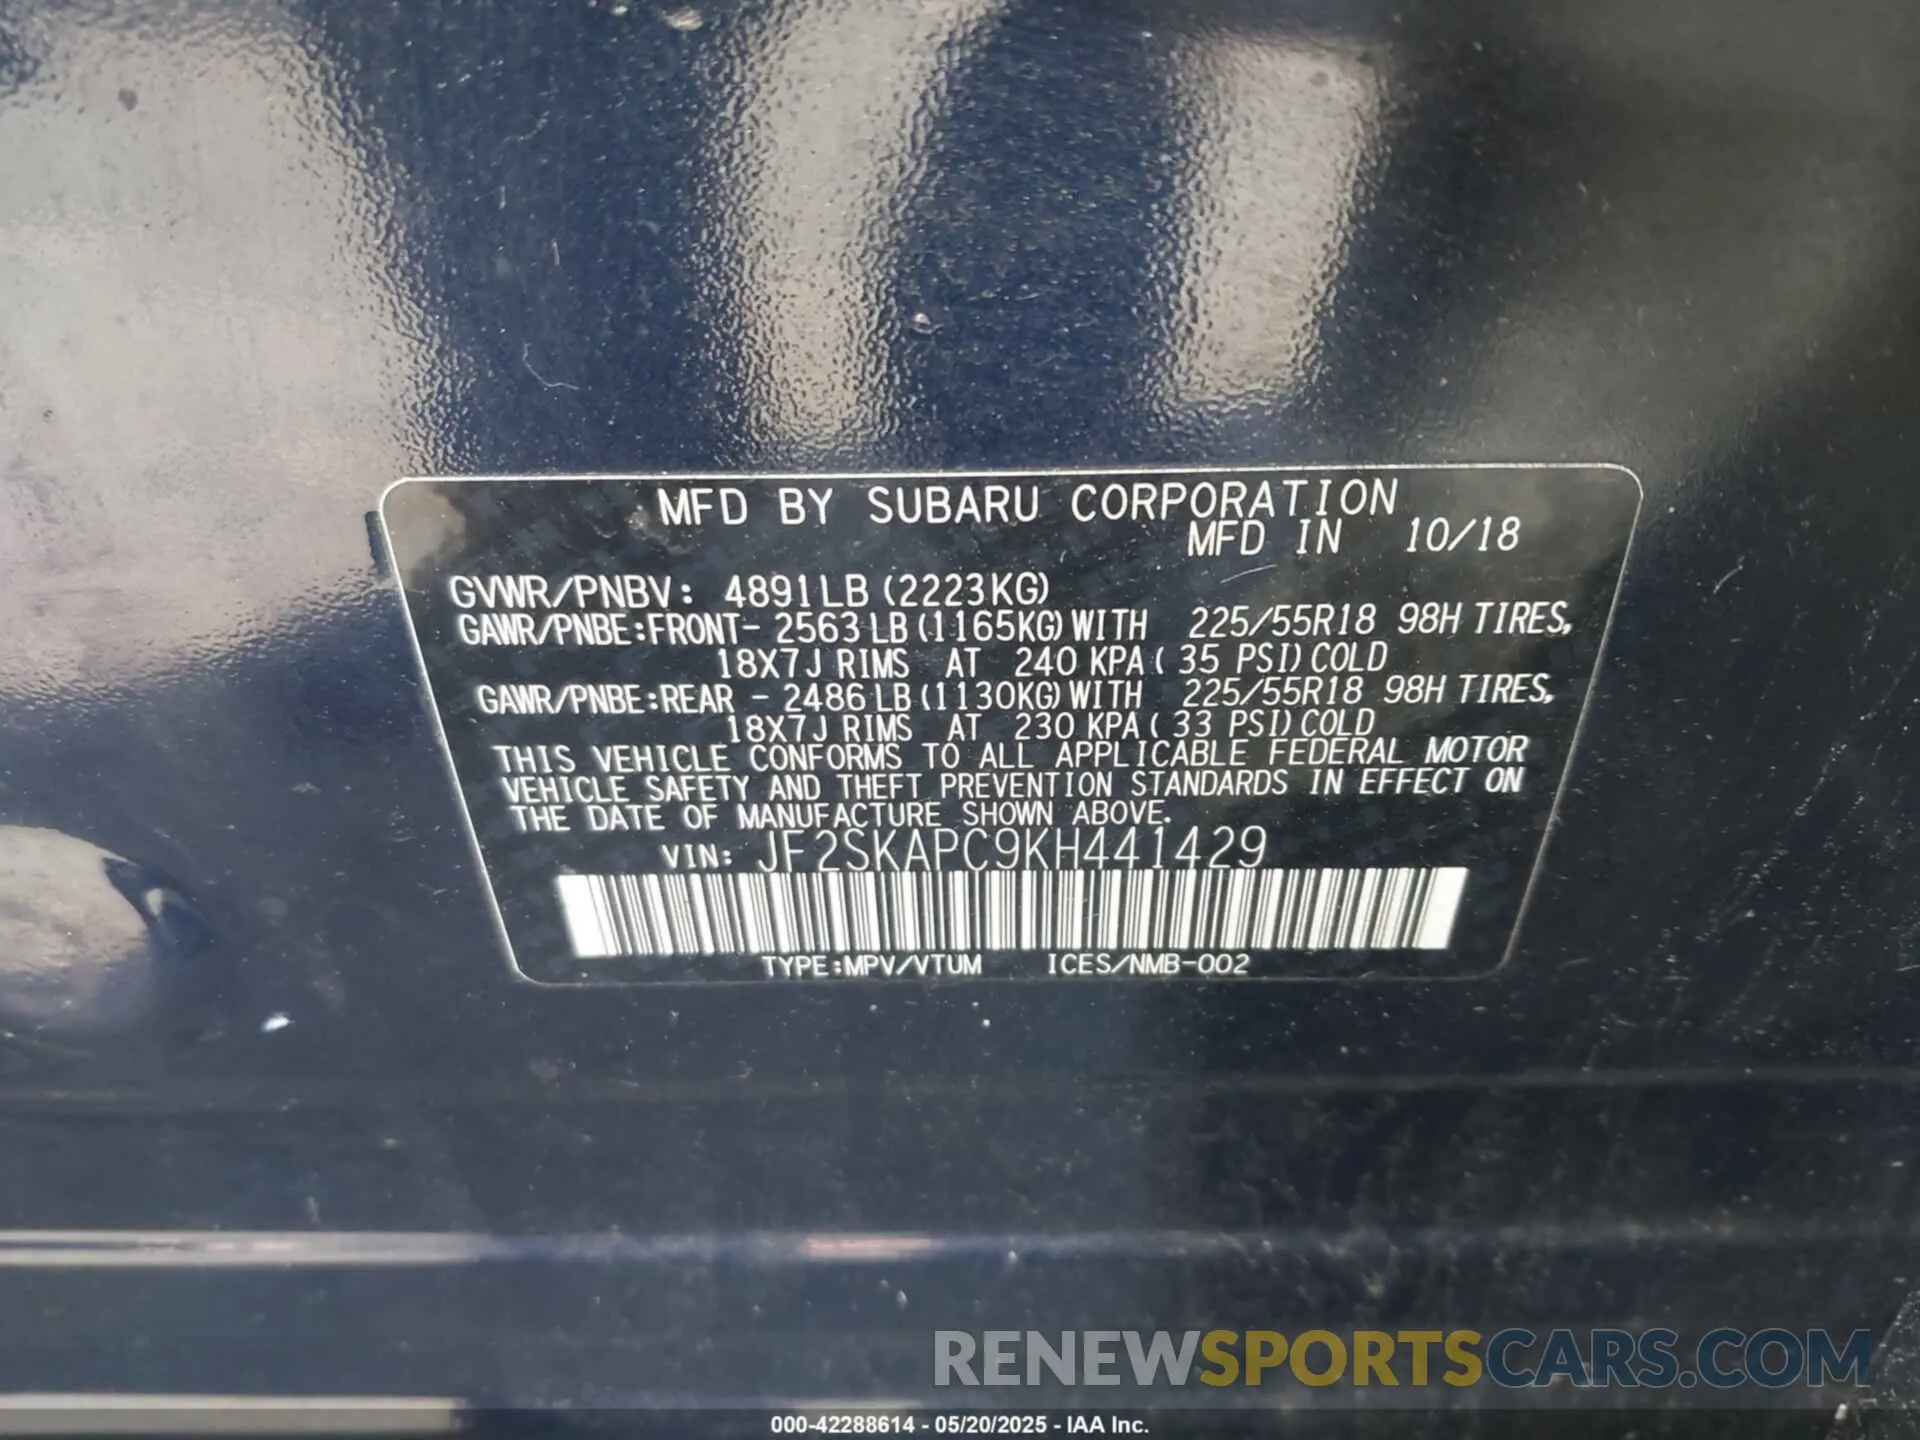 MFD BY SUBARU CORPORATION
MFD IN 10/18
GVWR/PNBV: 4891LB (2223KG)
GAWR/PNBE:FRONT- 2563 LB (1165KG) WITH 225/55R18 98H TIRES,
18X7J RIMS AT 240 KPA ( 35 PSI) COLD
GAWR/PNBE:REAR - 2486 LB (1130KG) WITH 225/55R18 98H TIRES,
18X7J RIMS AT 230 KPA ( 33 PSI) COLD
THIS VEHICLE CONFORMS TO ALL APPLICABLE FEDERAL MOTOR
VEHICLE SAFETY AND THEFT PREVENTION STANDARDS IN EFFECT ON
THE DATE OF MANUFACTURE SHOWN ABOVE.
VIN: JF2SKAPC9KH441429
TYPE:MPV/VTUM ICES/NMB-002
RENEWSPORTSCARS.COM
000-42288614 - 05/20/2025 - IAA Inc.